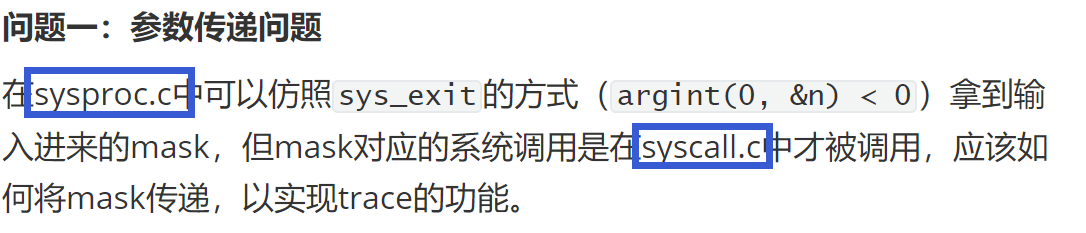 问题一：参数传递问题
在sysproc.c中可以仿照sys_exit的方式（argint(0, &n) < 0）拿到输
入进来的mask，但mask对应的系统调用是在syscall.c中才被调用，应该如
何将mask传递，以实现trace的功能。